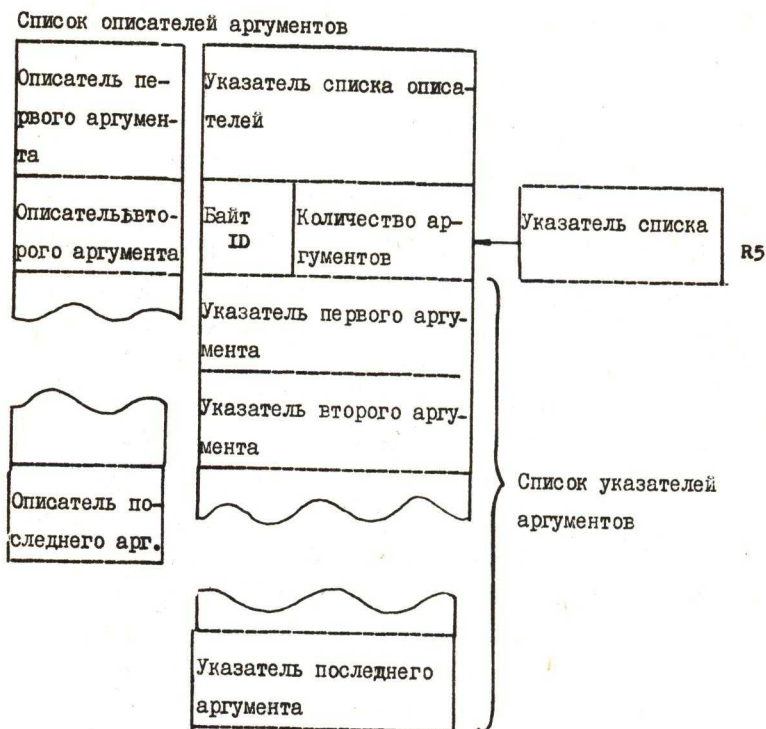 Список описателей аргументов
Описатель пе-
рвого аргумен-
та
Описатель вто-
рого аргумента
Описатель по-
следнего арг.
Указатель списка описа-
телей
Байт
ID
Количество ар-
гументов
Указатель первого аргу-
мента
Указатель второго аргу-
мента
Указатель последнего
аргумента
Указатель списка
R5
Список указателей
аргументов